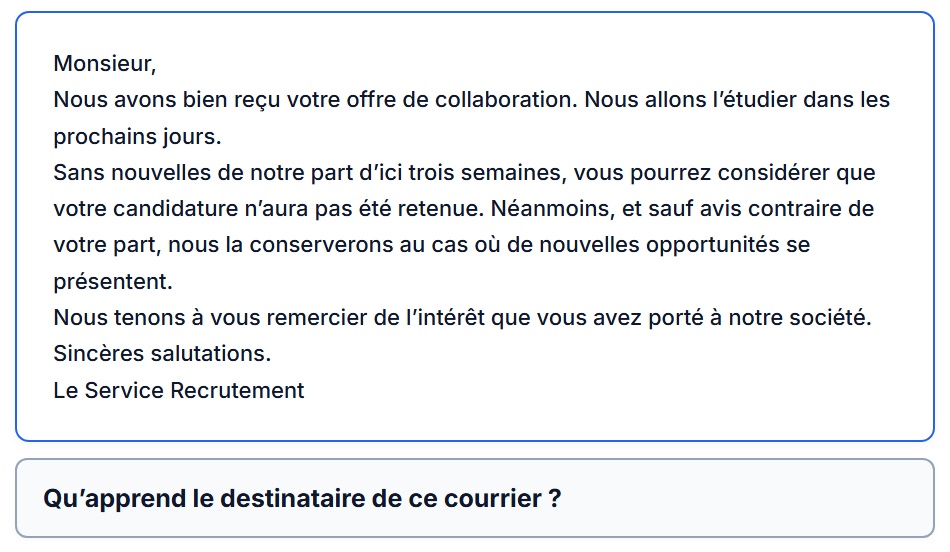 Monsieur,
Nous avons bien reçu votre offre de collaboration. Nous allons l’étudier dans les
prochains jours.
Sans nouvelles de notre part d’ici trois semaines, vous pourrez considérer que
votre candidature n’aura pas été retenue. Néanmoins, et sauf avis contraire de
votre part, nous la conserverons au cas où de nouvelles opportunités se
présentent.
Nous tenons à vous remercier de l’intérêt que vous avez porté à notre société.
Sincères salutations.
Le Service Recrutement
Qu’apprend le destinataire de ce courrier ?